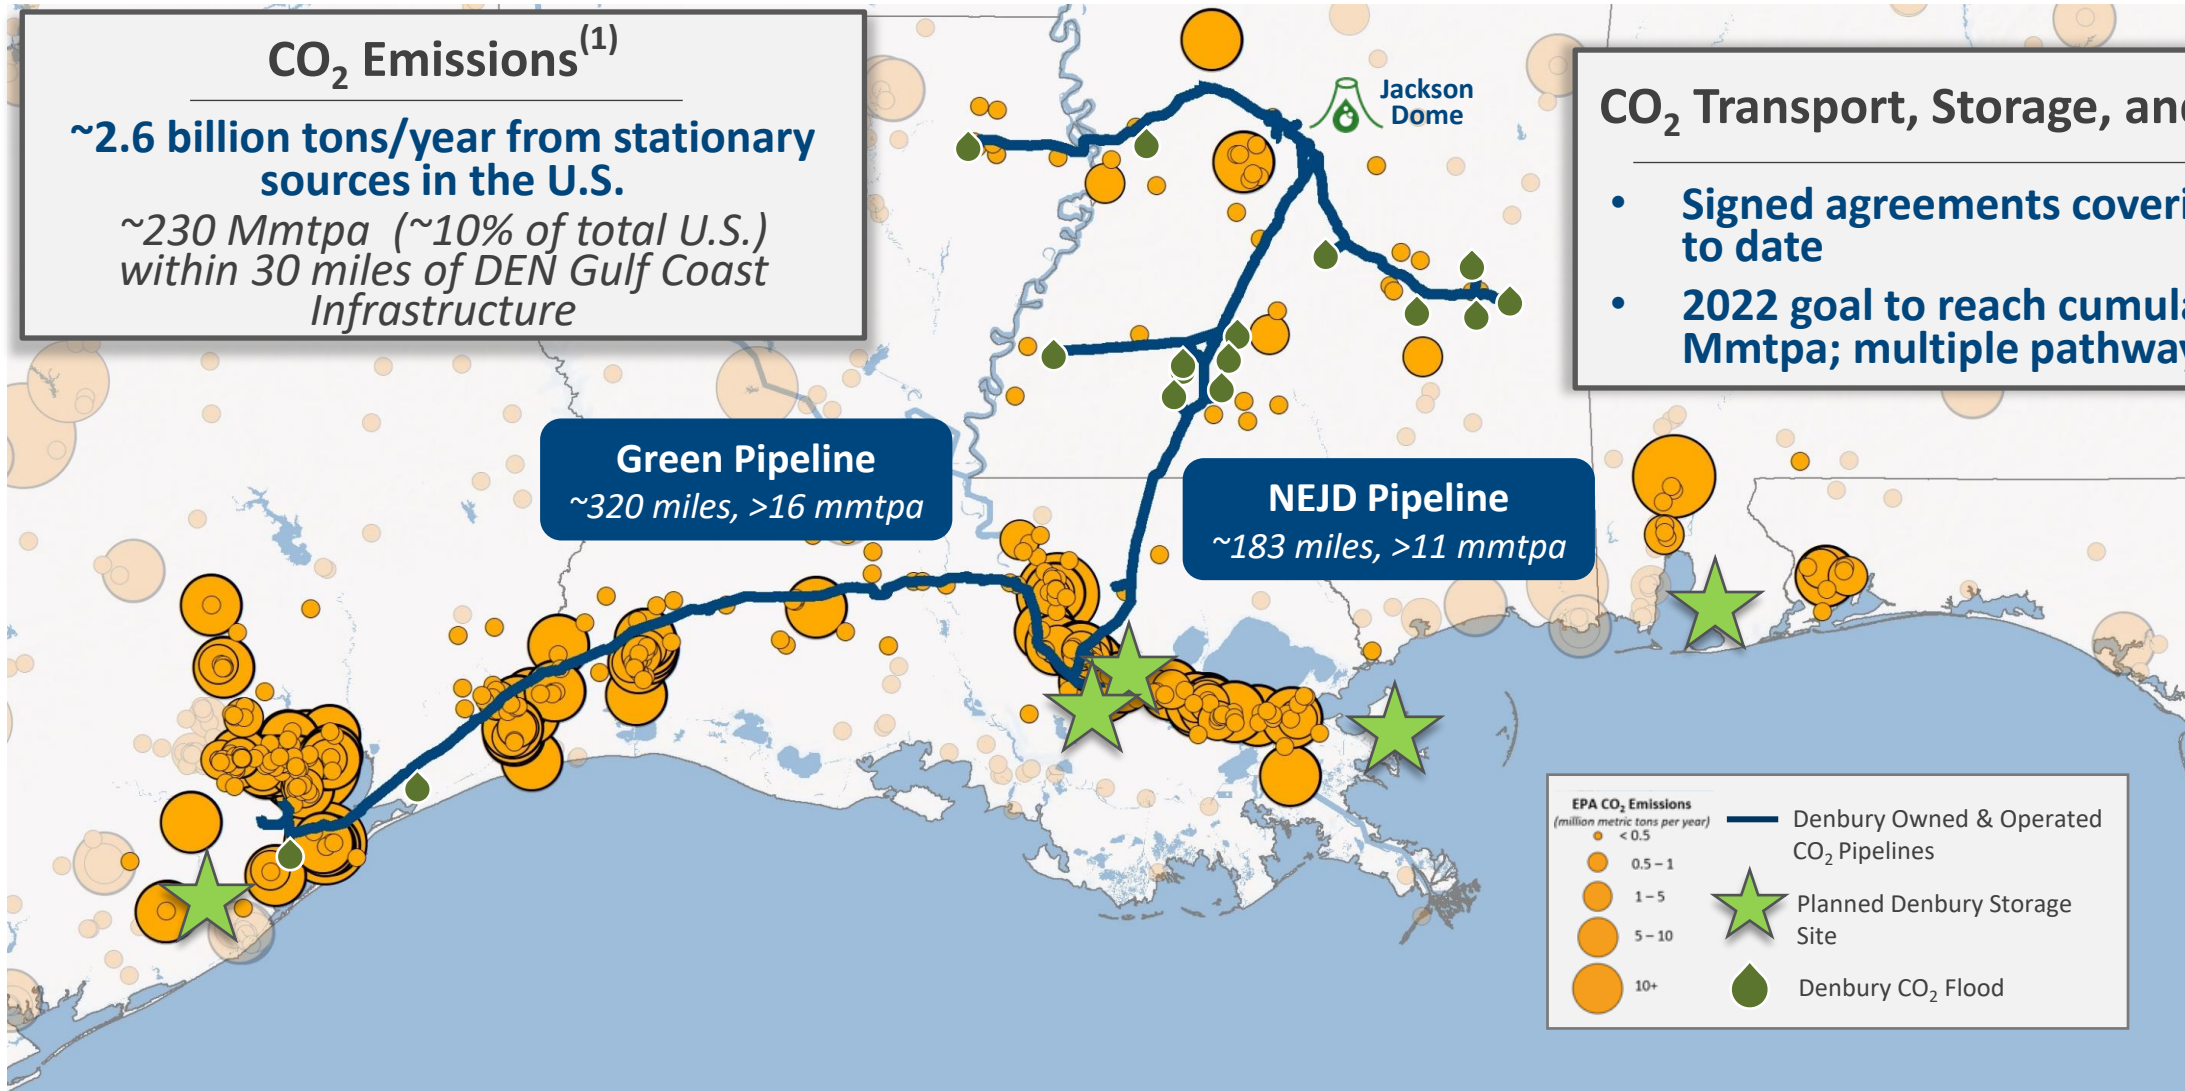 CO₂ Emissions⁽¹⁾
~2.6 billion tons/year from stationary
sources in the U.S.
~230 Mmtpa (~10% of total U.S.)
within 30 miles of DEN Gulf Coast
Infrastructure
Jackson
Dome
CO₂ Transport, Storage, and
• Signed agreements coveri
to date
• 2022 goal to reach cumula
Mmtpa; multiple pathway
Green Pipeline
~320 miles, >16 mmtpa
NEJD Pipeline
~183 miles, >11 mmtpa
EPA CO₂ Emissions
(million metric tons per year)
< 0.5
0.5 – 1
1 – 5
5 – 10
10+
Denbury Owned & Operated
CO₂ Pipelines
Planned Denbury Storage
Site
Denbury CO₂ Flood